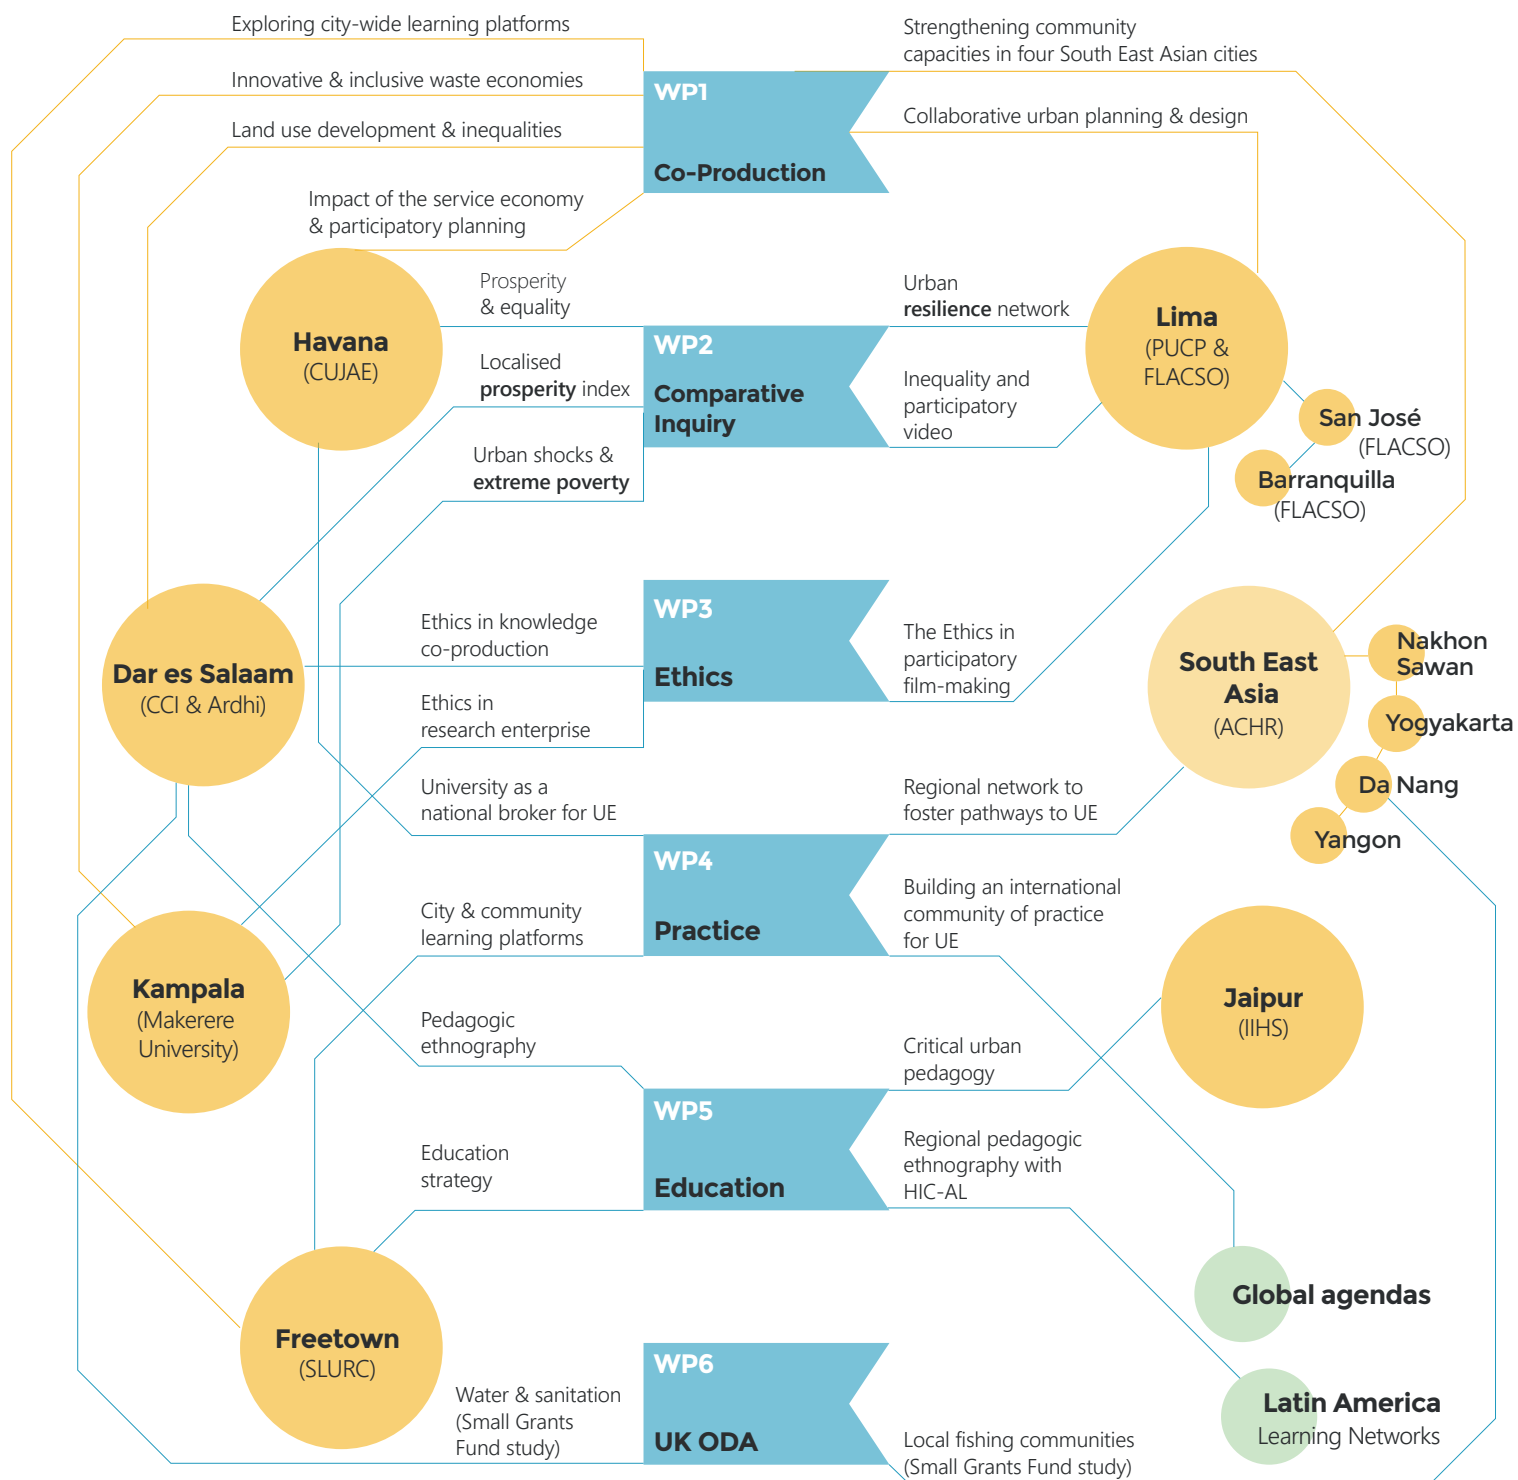 Exploring city-wide learning platforms
Innovative & inclusive waste economies
Land use development & inequalities
Impact of the service economy
& participatory planning
Strengthening community
capacities in four South East Asian cities
Collaborative urban planning & design
WP1
Co-Production
Havana
(CUJAE)
Prosperity
& equality
Localised
prosperity index
Urban shocks &
extreme poverty
WP2
Comparative
Inquiry
Urban
resilience network
Inequality and
participatory
video
Lima
(PUCP &
FLACSO)
San José
(FLACSO)
Barranquilla
(FLACSO)
Dar es Salaam
(CCI & Ardhi)
Ethics in knowledge
co-production
Ethics in
research enterprise
WP3
Ethics
The Ethics in
participatory
film-making
South East
Asia
(ACHR)
Nakhon
Sawan
Yogyakarta
Da Nang
Yangon
University as a
national broker for UE
City & community
learning platforms
WP4
Practice
Regional network to
foster pathways to UE
Building an international
community of practice
for UE
Kampala
(Makerere
University)
Jaipur
(IIHS)
Pedagogic
ethnography
Education
strategy
WP5
Education
Critical urban
pedagogy
Regional pedagogic
ethnography with
HIC-AL
Global agendas
Freetown
(SLURC)
Water & sanitation
(Small Grants
Fund study)
WP6
UK ODA
Local fishing communities
(Small Grants Fund study)
Latin America
Learning Networks